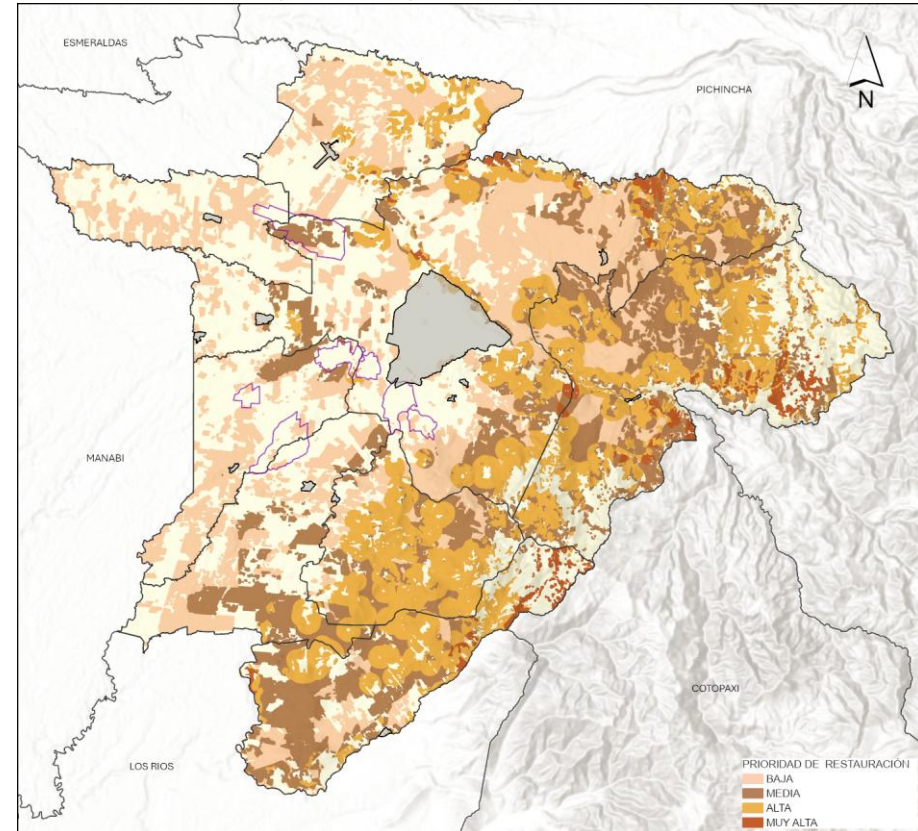 ESMERALDAS
PICHINCHA
N
MANABI
COTOPAXI
LOS RIOS
PRIORIDAD DE RESTAURACIÓN
BAJA
MEDIA
ALTA
MUY ALTA